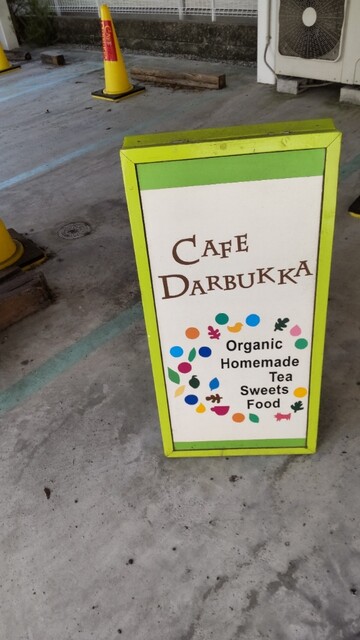 CAFE
DARBUKKA
Organic
Homemade
Tea
Sweets
Food